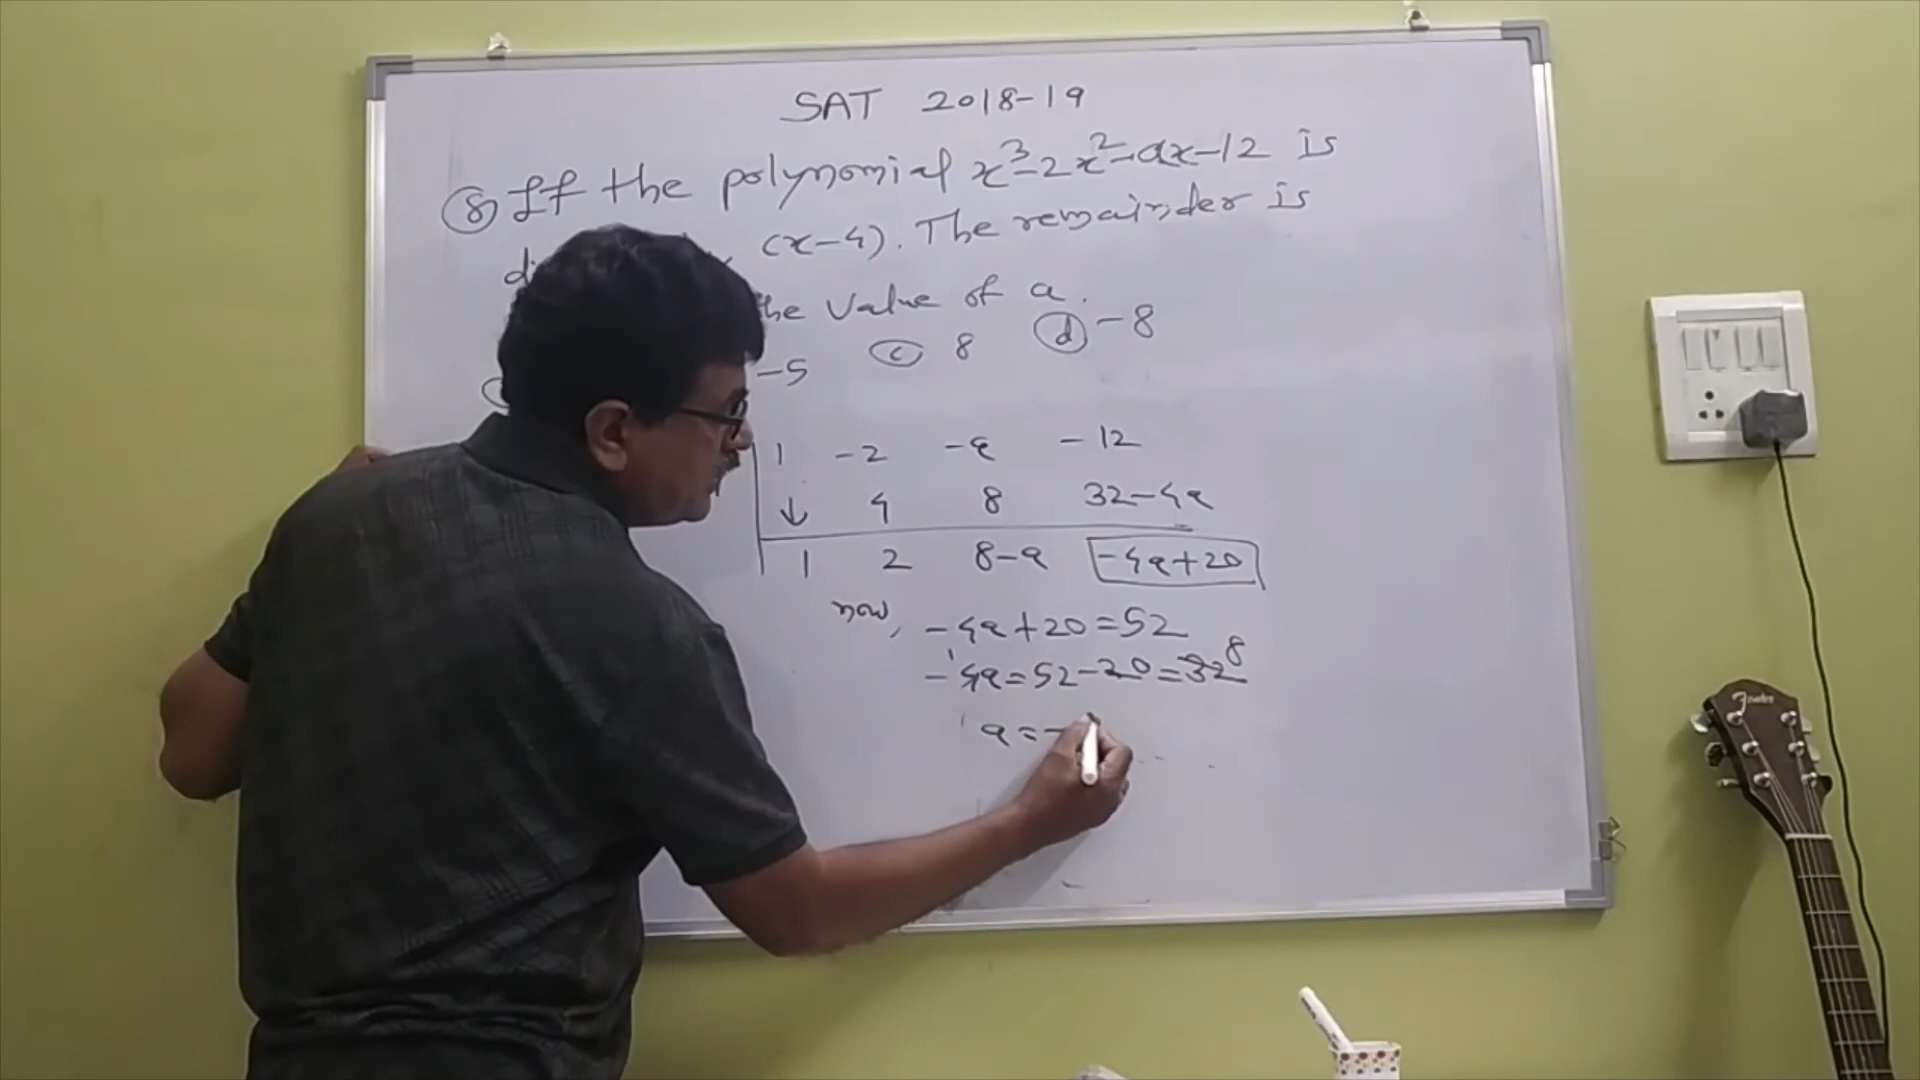 SAT 2018-19
8 If the polynomial x³-2x²-ax-12 is
(x-4). The remainder is
the value of a.
-5 c 8 d -8
1 -2 -a -12
↓ 4 8 32-4a
1 2 8-a -4a+20
now, -4a+20=52
-4a=52-20=32 8
a=-
Fender